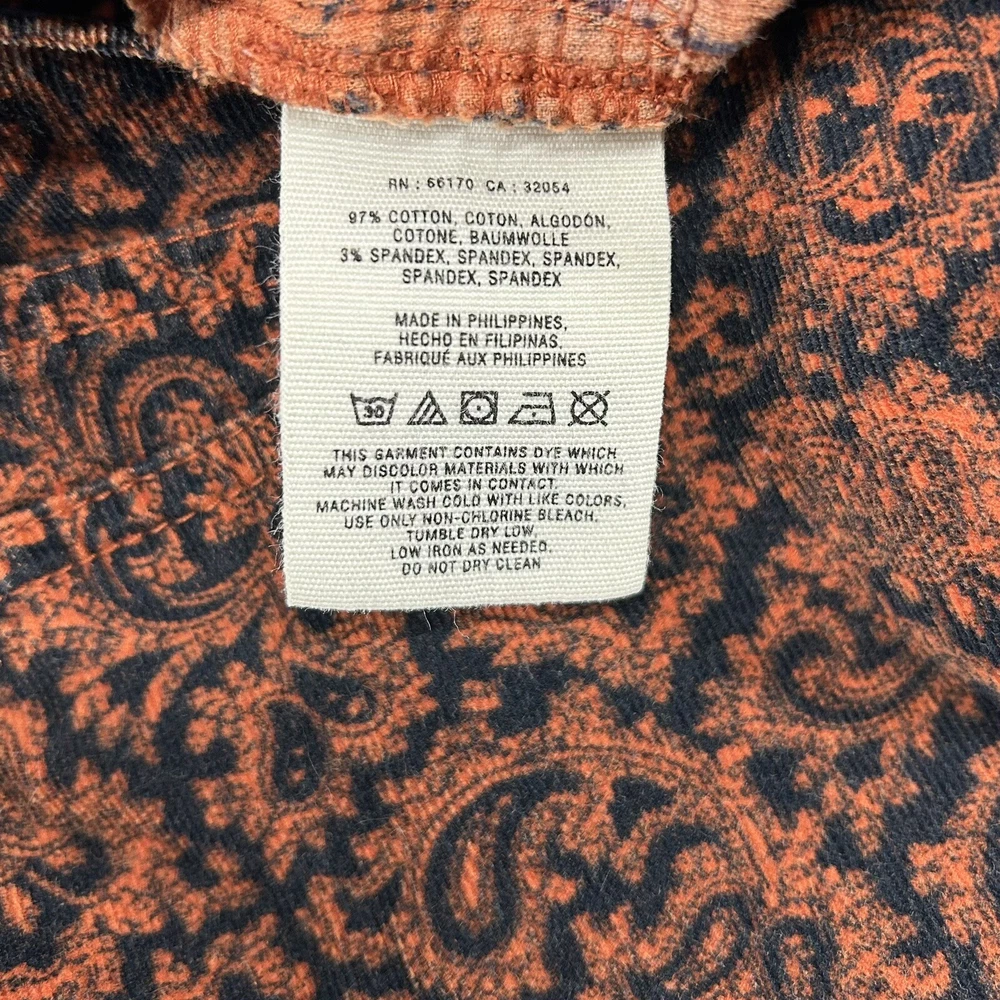 RN : 66170 CA : 32054
97% COTTON, COTON, ALGODÓN,
COTONE, BAUMWOLLE
3% SPANDEX, SPANDEX, SPANDEX,
SPANDEX, SPANDEX
MADE IN PHILIPPINES,
HECHO EN FILIPINAS,
FABRIQUÉ AUX PHILIPPINES
30
THIS GARMENT CONTAINS DYE WHICH
MAY DISCOLOR MATERIALS WITH WHICH
IT COMES IN CONTACT.
MACHINE WASH COLD WITH LIKE COLORS,
USE ONLY NON-CHLORINE BLEACH.
TUMBLE DRY LOW,
LOW IRON AS NEEDED.
DO NOT DRY CLEAN